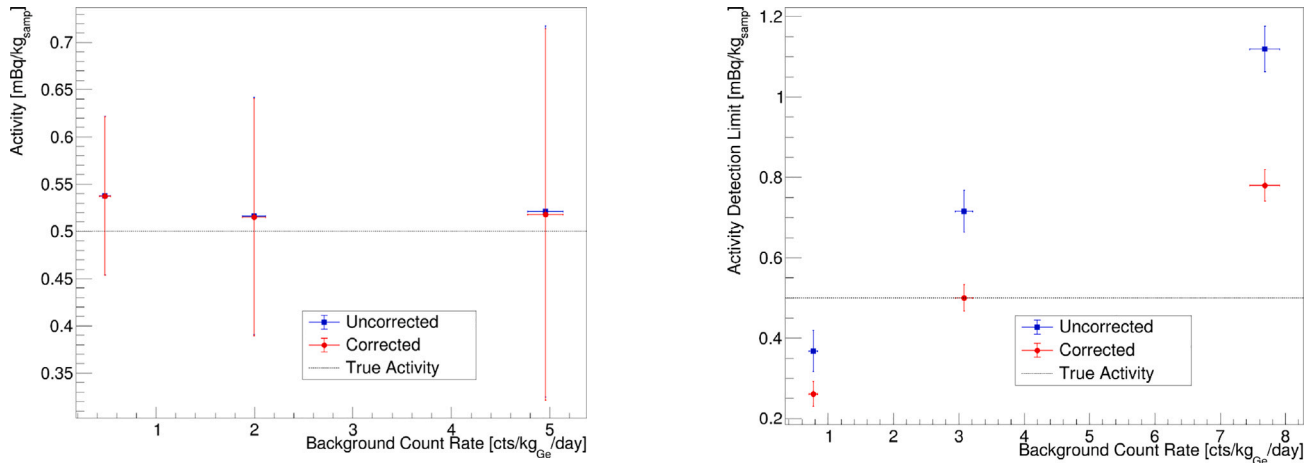 Activity [mBq/kg_samp]
0.7
0.65
0.6
0.55
0.5
0.45
0.4
0.35
Uncorrected
Corrected
True Activity
1 2 3 4 5
Background Count Rate [cts/kg_Ge/day]
Activity Detection Limit [mBq/kg_samp]
1.2
1
0.8
0.6
0.4
0.2
Uncorrected
Corrected
True Activity
1 2 3 4 5 6 7 8
Background Count Rate [cts/kg_Ge/day]